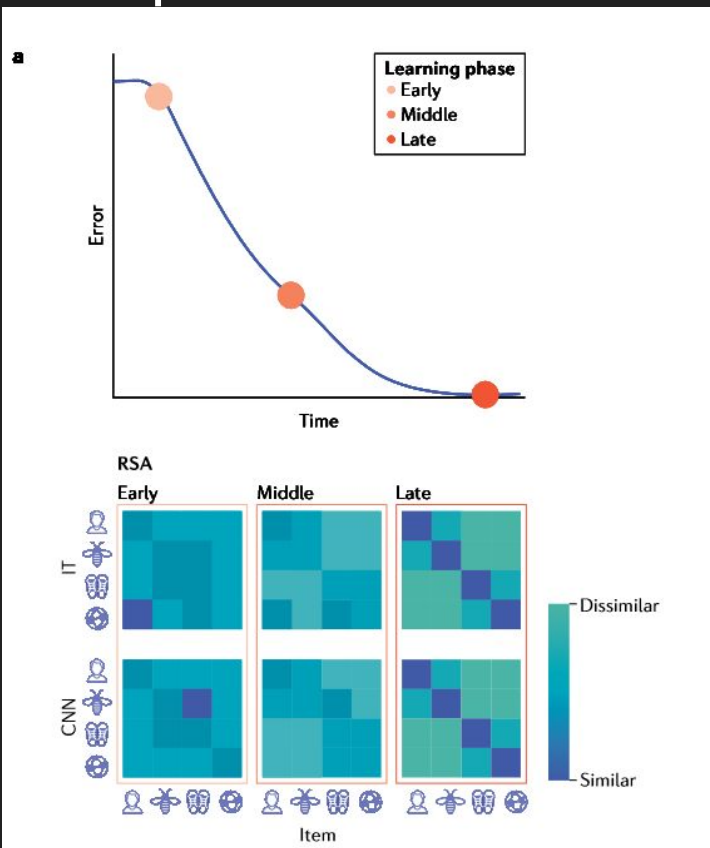 a
Learning phase
Early
Middle
Late
Error
Time
RSA
Early
Middle
Late
IT
CNN
Dissimilar
Similar
Item